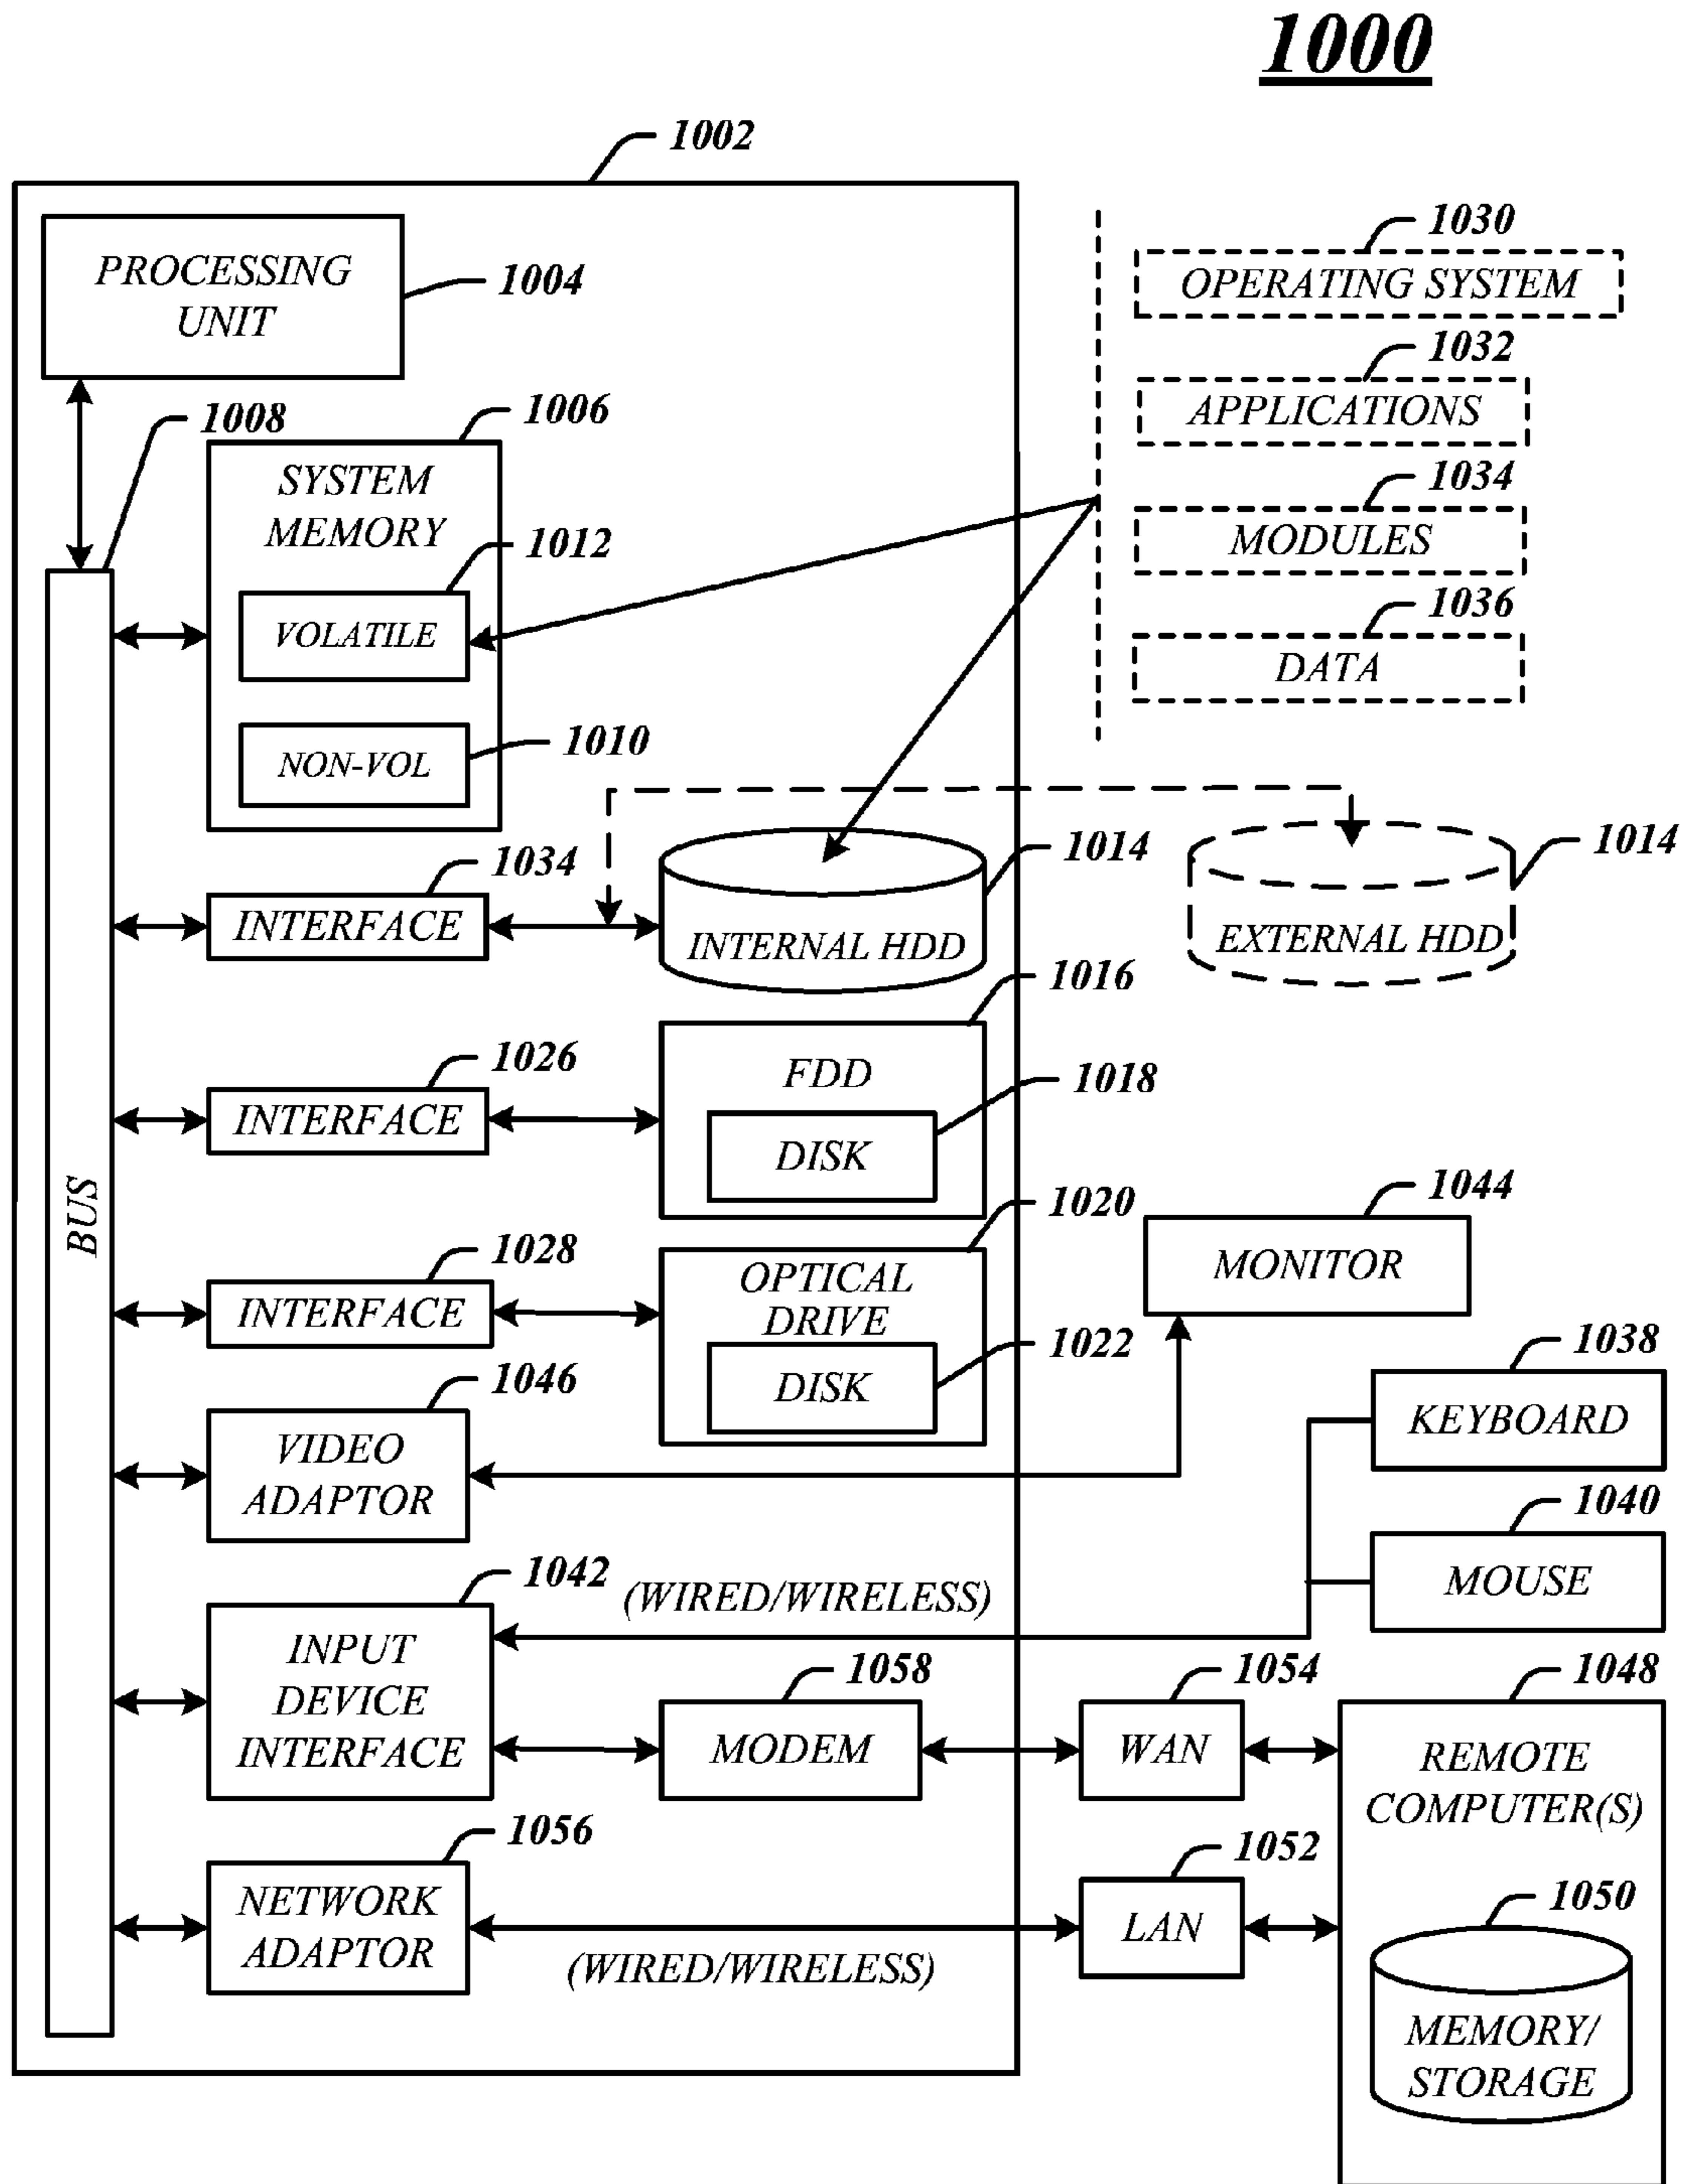 1000
1002
PROCESSING
UNIT
1004
1030
OPERATING SYSTEM
1032
APPLICATIONS
1034
MODULES
1036
DATA
1008
1006
SYSTEM
MEMORY
1012
VOLATILE
1010
NON-VOL
BUS
1034
INTERFACE
1014
INTERNAL HDD
1014
EXTERNAL HDD
1016
FDD
1026
INTERFACE
1018
DISK
1020
OPTICAL
DRIVE
1028
INTERFACE
1022
DISK
1044
MONITOR
1046
VIDEO
ADAPTOR
1038
KEYBOARD
1040
MOUSE
1042
INPUT
DEVICE
INTERFACE
(WIRED/WIRELESS)
1058
MODEM
1054
WAN
1048
REMOTE
COMPUTER(S)
1056
NETWORK
ADAPTOR
(WIRED/WIRELESS)
1052
LAN
1050
MEMORY/
STORAGE